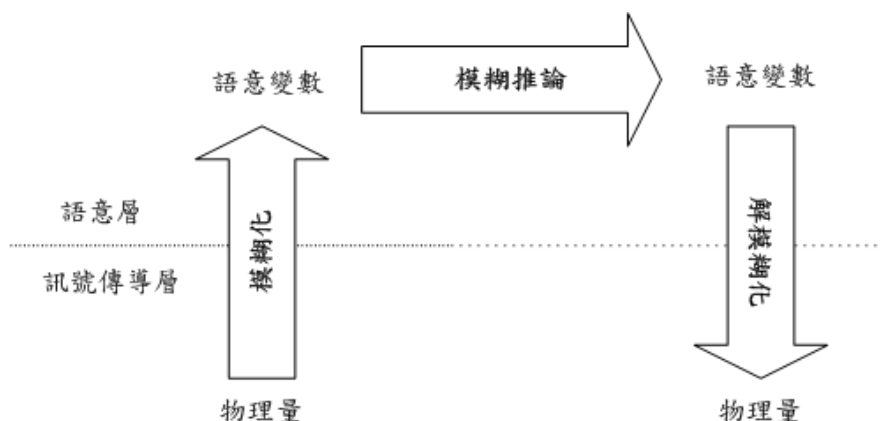 語意變數
模糊推論
語意變數
語意層
模糊化
解模糊化
訊號傳導層
物理量
物理量